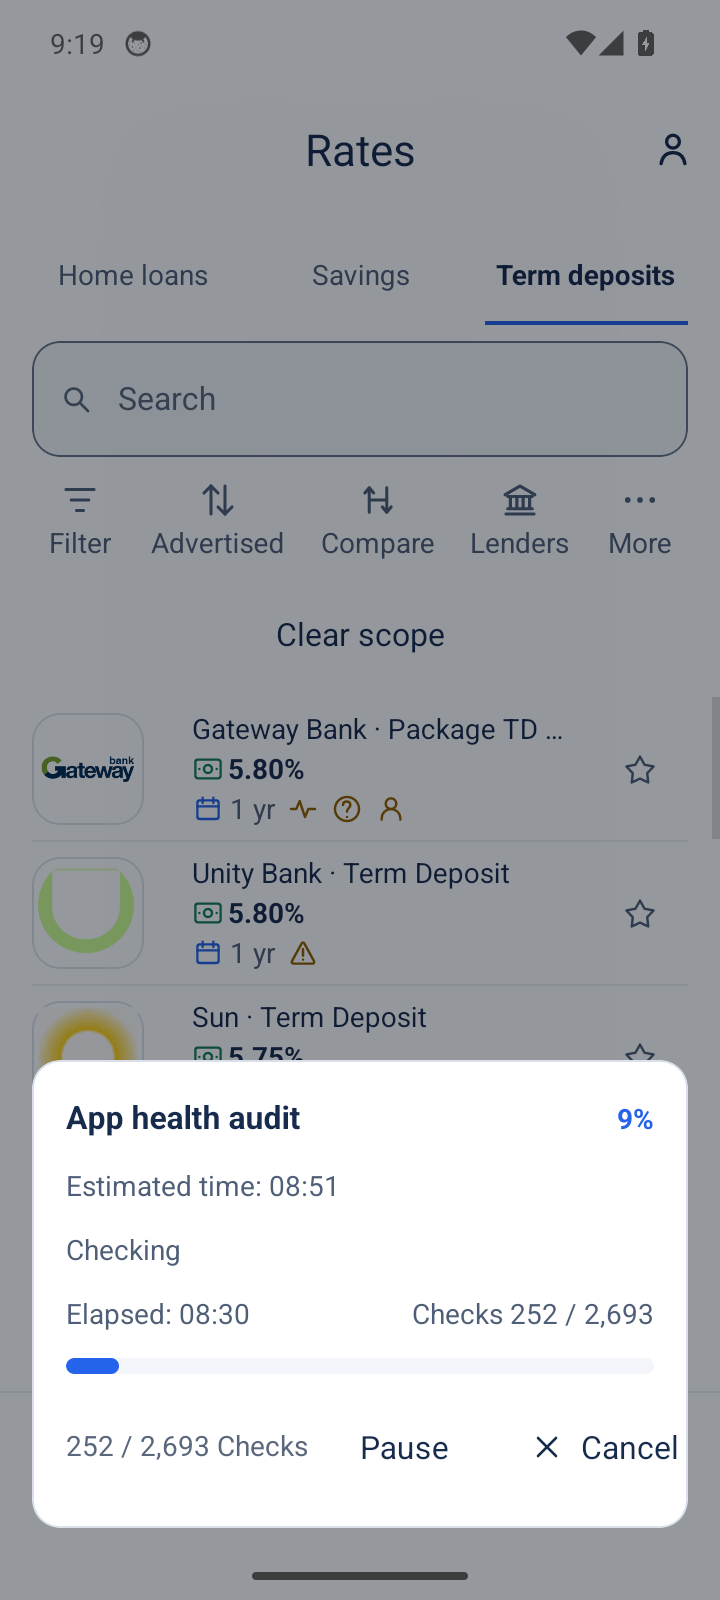 9:19
Rates
Home loans Savings Term deposits
Search
Filter Advertised Compare Lenders More
Clear scope
Gateway bank
Gateway Bank · Package TD ...
5.80%
1 yr
Unity Bank · Term Deposit
5.80%
1 yr
Sun · Term Deposit
5.75%
App health audit 9%
Estimated time: 08:51
Checking
Elapsed: 08:30 Checks 252 / 2,693
252 / 2,693 Checks Pause Cancel